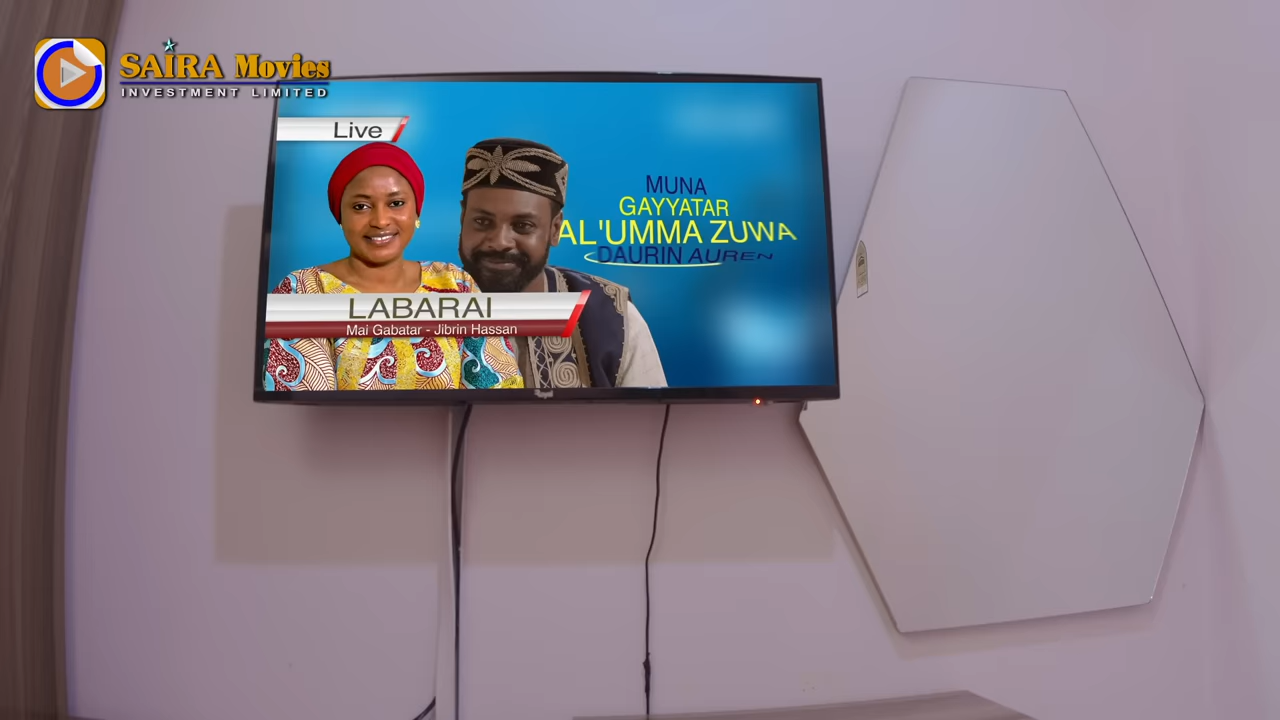 SAIRA Movies
INVESTMENT LIMITED
Live
MUNA
GAYYATAR
AL'UMMA ZUWA
DAURIN AUREN
LABARAI
Mai Gabatar - Jibrin Hassan